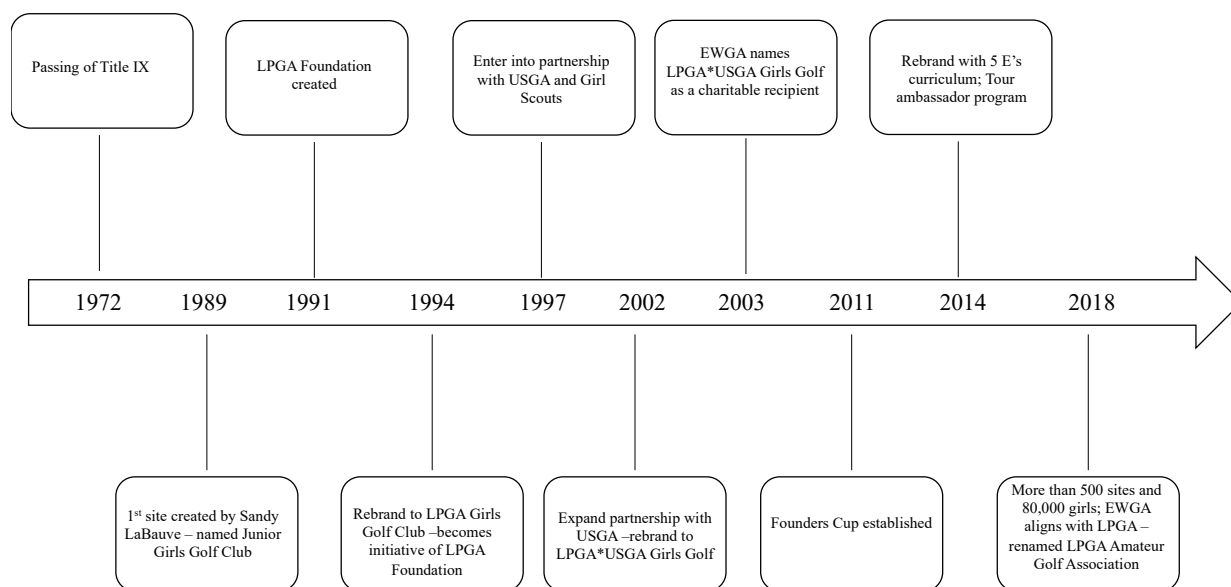 Passing of Title IX
LPGA Foundation
created
Enter into partnership
with USGA and Girl
Scouts
EWGA names
LPGA*USGA Girls Golf
as a charitable recipient
Rebrand with 5 E's
curriculum; Tour
ambassador program
1972 1989 1991 1994 1997 2002 2003 2011 2014 2018
1st site created by Sandy
LaBauve – named Junior
Girls Golf Club
Rebrand to LPGA Girls
Golf Club –becomes
initiative of LPGA
Foundation
Expand partnership with
USGA –rebrand to
LPGA*USGA Girls Golf
Founders Cup established
More than 500 sites and
80,000 girls; EWGA
aligns with LPGA –
renamed LPGA Amateur
Golf Association